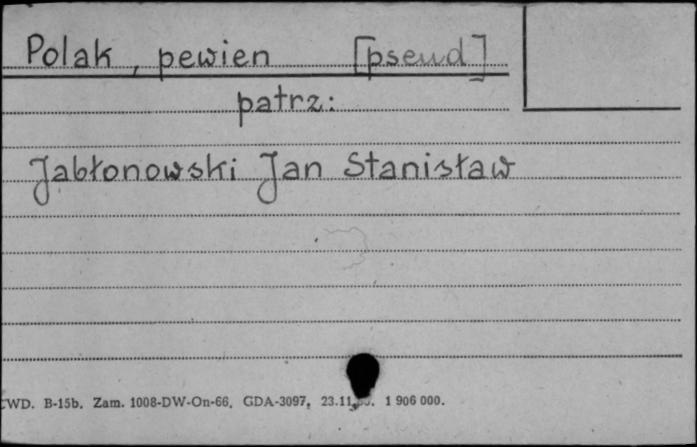 Polak, pewien [pseud]
patrz:
Jabłonowski Jan Stanisław
CWD. B-15b. Zam. 1008-DW-On-66. GDA-3097, 23.11. 1 906 000.